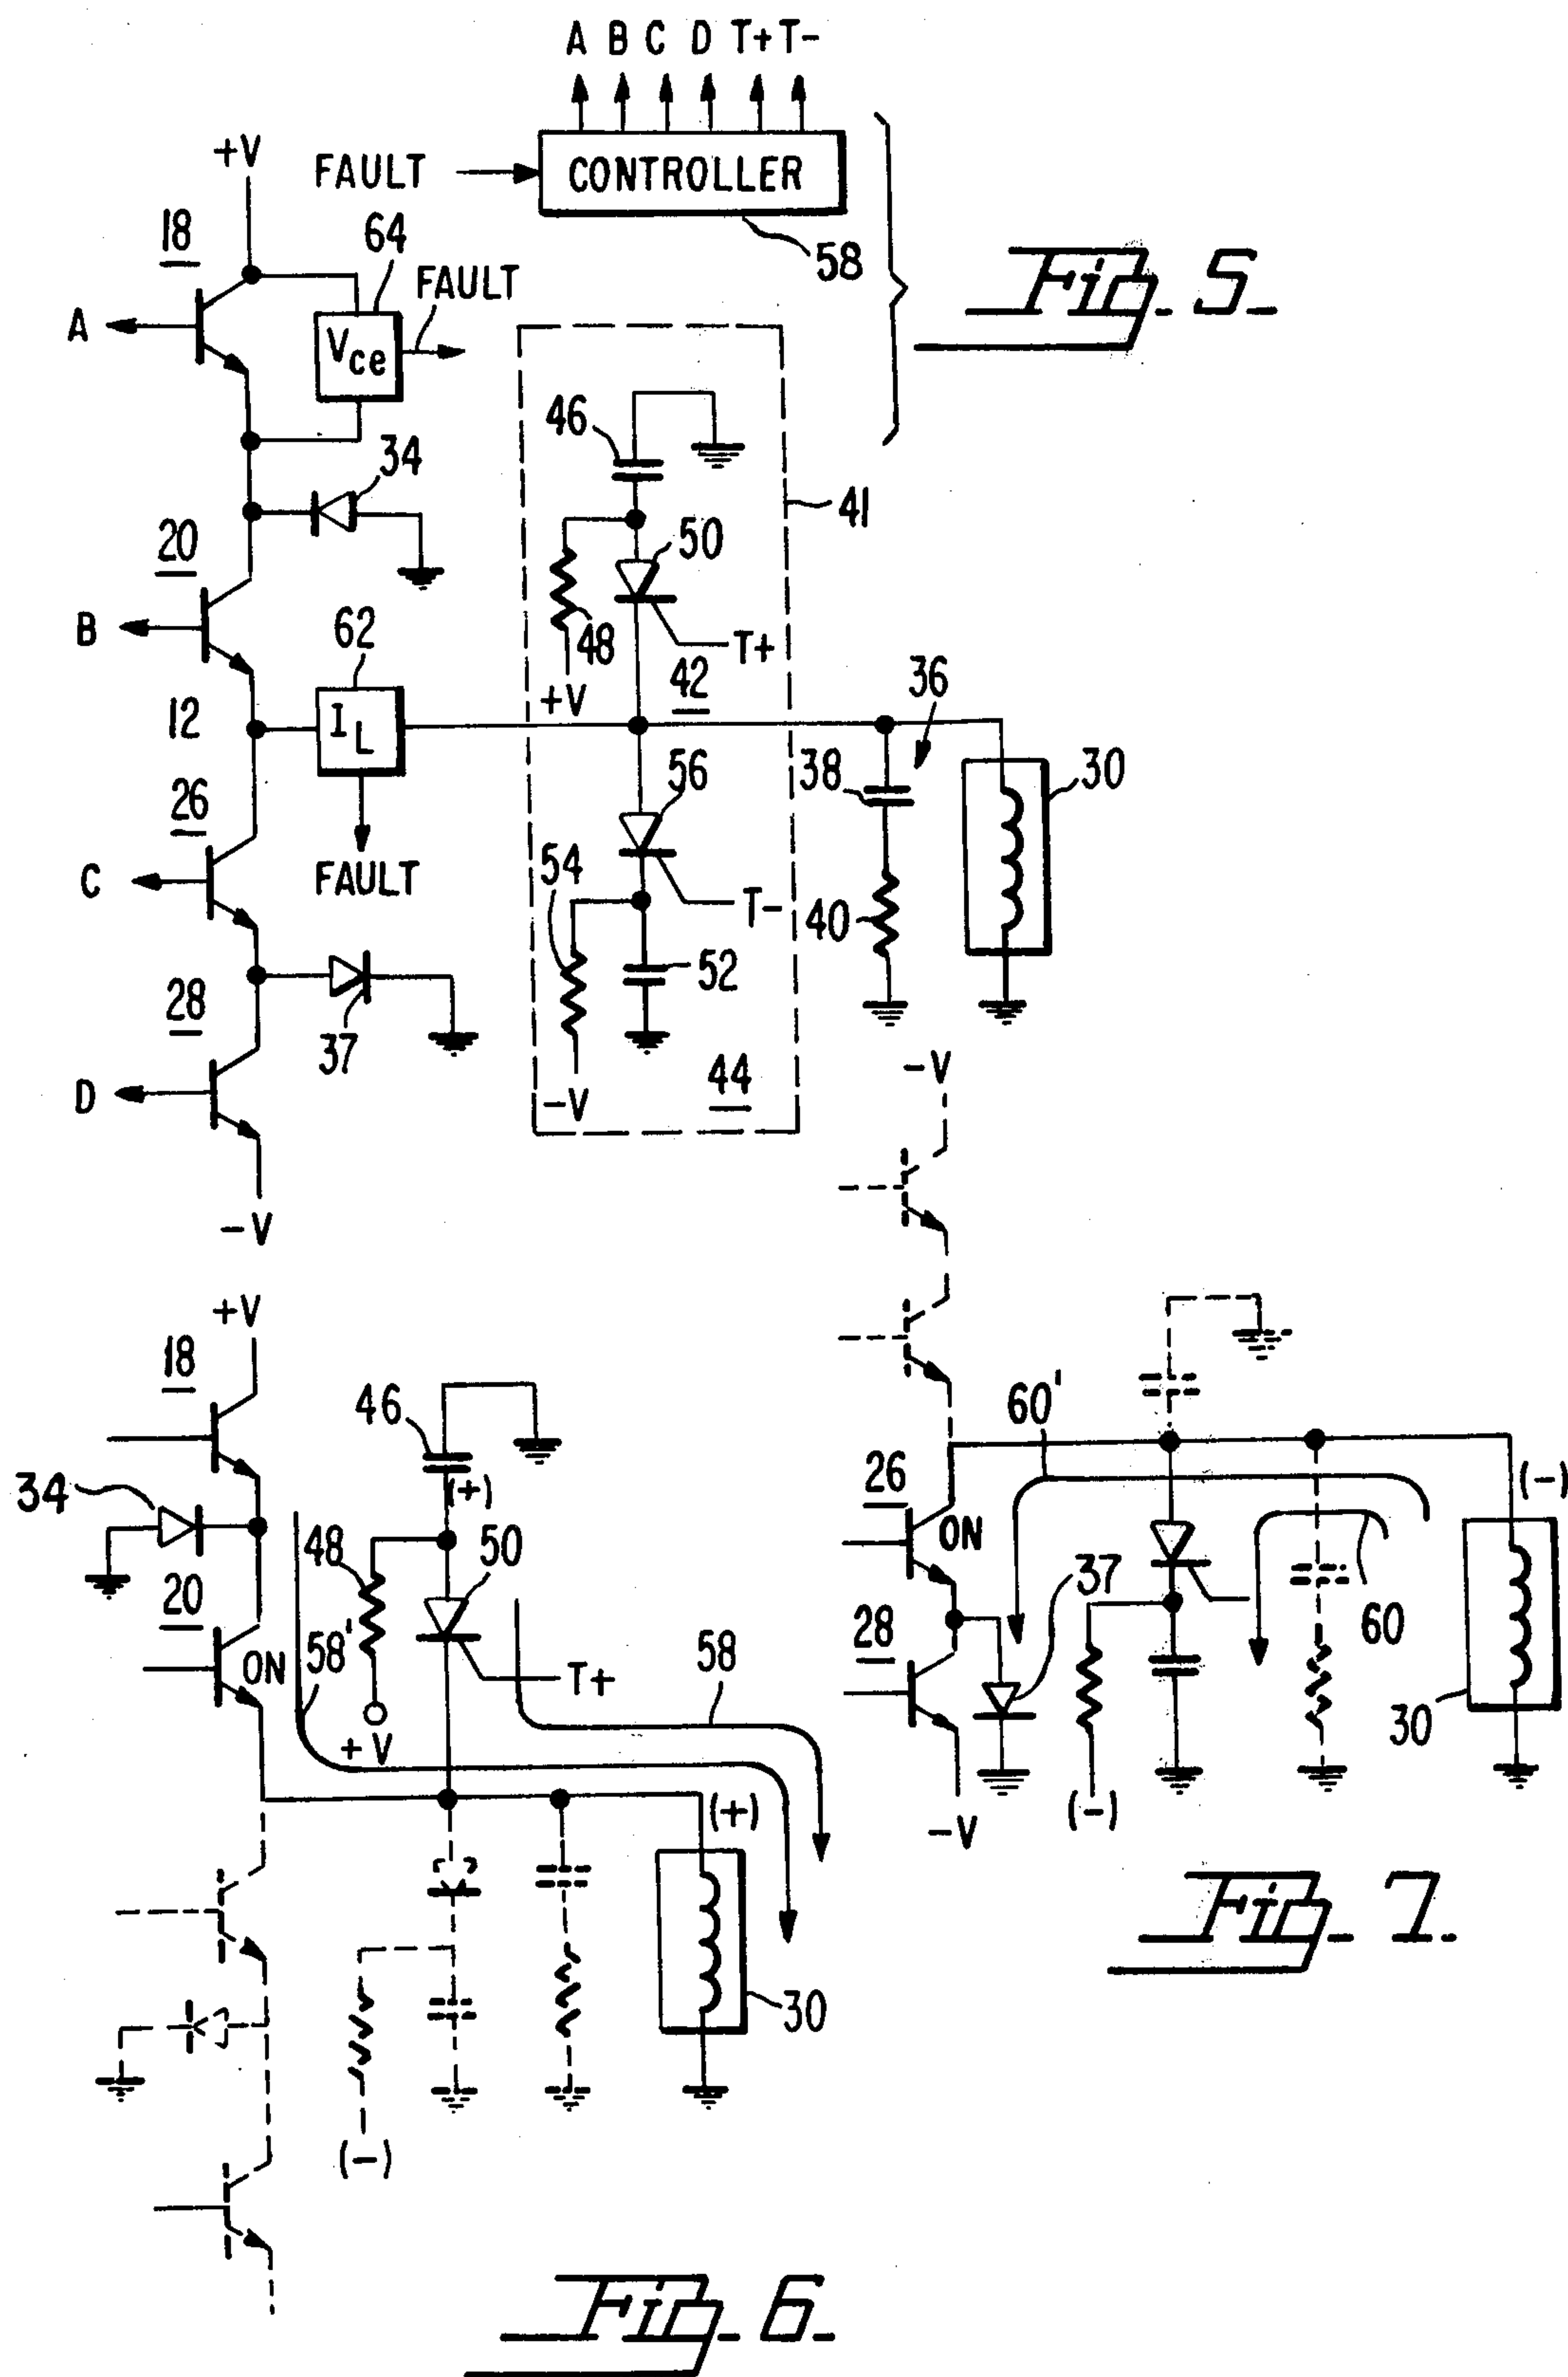 A B C D T+ T-
+V
FAULT
CONTROLLER
18
64
58
FAULT
Fig. 5.
A
Vce
46
34
41
20
50
B
62
48
T+
+V
42
36
12
IL
56
38
30
26
54
C
FAULT
T-
40
52
28
37
D
44
-V
-V
-V
+V
18
46
60'
(+)
26
(-)
34
48
50
ON
37
20
28
60
ON
58'
T+
58
30
+V
(+)
-V
(-)
Fig. 7.
30
(-)
Fig. 6.